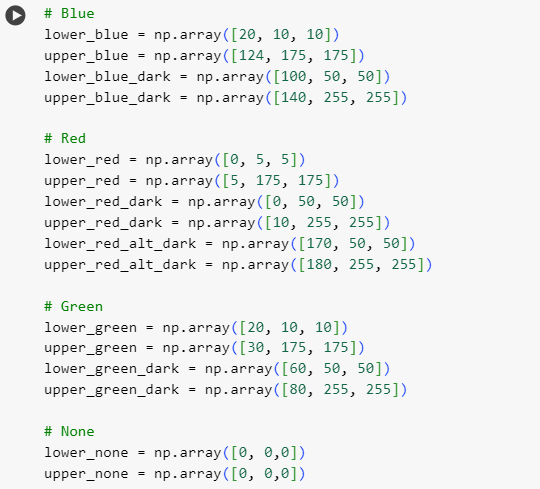 # Blue
lower_blue = np.array([20, 10, 10])
upper_blue = np.array([124, 175, 175])
lower_blue_dark = np.array([100, 50, 50])
upper_blue_dark = np.array([140, 255, 255])

# Red
lower_red = np.array([0, 5, 5])
upper_red = np.array([5, 175, 175])
lower_red_dark = np.array([0, 50, 50])
upper_red_dark = np.array([10, 255, 255])
lower_red_alt_dark = np.array([170, 50, 50])
upper_red_alt_dark = np.array([180, 255, 255])

# Green
lower_green = np.array([20, 10, 10])
upper_green = np.array([30, 175, 175])
lower_green_dark = np.array([60, 50, 50])
upper_green_dark = np.array([80, 255, 255])

# None
lower_none = np.array([0, 0,0])
upper_none = np.array([0, 0,0])